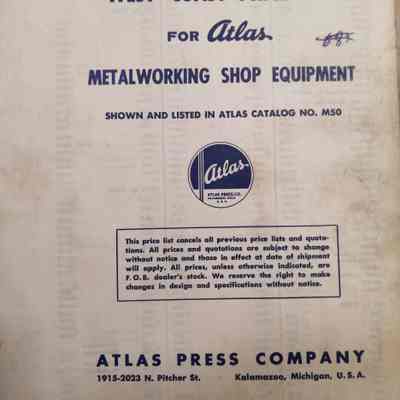 FOR Atlas
METALWORKING SHOP EQUIPMENT
SHOWN AND LISTED IN ATLAS CATALOG NO. M50
Atlas
ATLAS PRESS CO.
KALAMAZOO, MICH.
U.S.A.
This price list cancels all previous price lists and quota-
tions. All prices and quotations are subject to change
without notice and those in effect at date of shipment
will apply. All prices, unless otherwise indicated, are
F.O.B. dealer's stock. We reserve the right to make
changes in design and specifications without notice.
ATLAS PRESS COMPANY
1915-2023 N. Pitcher St. Kalamazoo, Michigan, U.S.A.